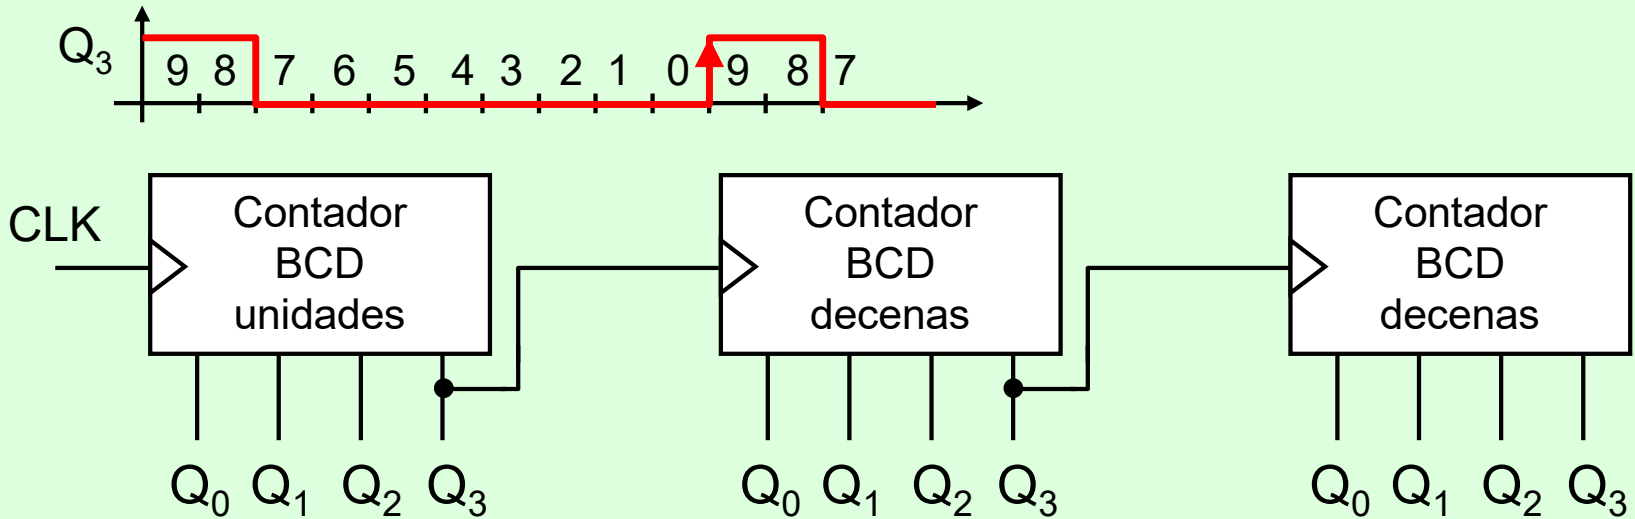 Q3
9 8 7 6 5 4 3 2 1 0 9 8 7
CLK
Contador
BCD
unidades
Contador
BCD
decenas
Contador
BCD
decenas
Q0 Q1 Q2 Q3
Q0 Q1 Q2 Q3
Q0 Q1 Q2 Q3